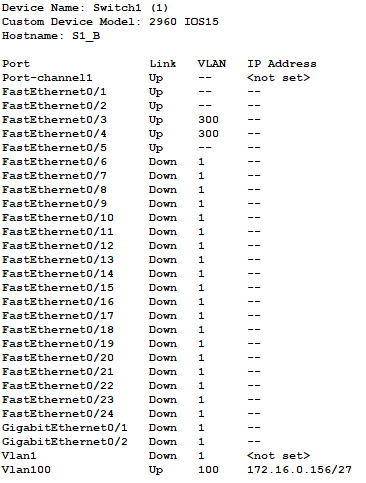 Device Name: Switch1 (1)
Custom Device Model: 2960 IOS15
Hostname: S1_B

Port Link VLAN IP Address
Port-channel1 Up -- <not set>
FastEthernet0/1 Up -- --
FastEthernet0/2 Up -- --
FastEthernet0/3 Up 300 --
FastEthernet0/4 Up 300 --
FastEthernet0/5 Up -- --
FastEthernet0/6 Down 1 --
FastEthernet0/7 Down 1 --
FastEthernet0/8 Down 1 --
FastEthernet0/9 Down 1 --
FastEthernet0/10 Down 1 --
FastEthernet0/11 Down 1 --
FastEthernet0/12 Down 1 --
FastEthernet0/13 Down 1 --
FastEthernet0/14 Down 1 --
FastEthernet0/15 Down 1 --
FastEthernet0/16 Down 1 --
FastEthernet0/17 Down 1 --
FastEthernet0/18 Down 1 --
FastEthernet0/19 Down 1 --
FastEthernet0/20 Down 1 --
FastEthernet0/21 Down 1 --
FastEthernet0/22 Down 1 --
FastEthernet0/23 Down 1 --
FastEthernet0/24 Down 1 --
GigabitEthernet0/1 Down 1 --
GigabitEthernet0/2 Down 1 --
Vlan1 Down 1 <not set>
Vlan100 Up 100 172.16.0.156/27